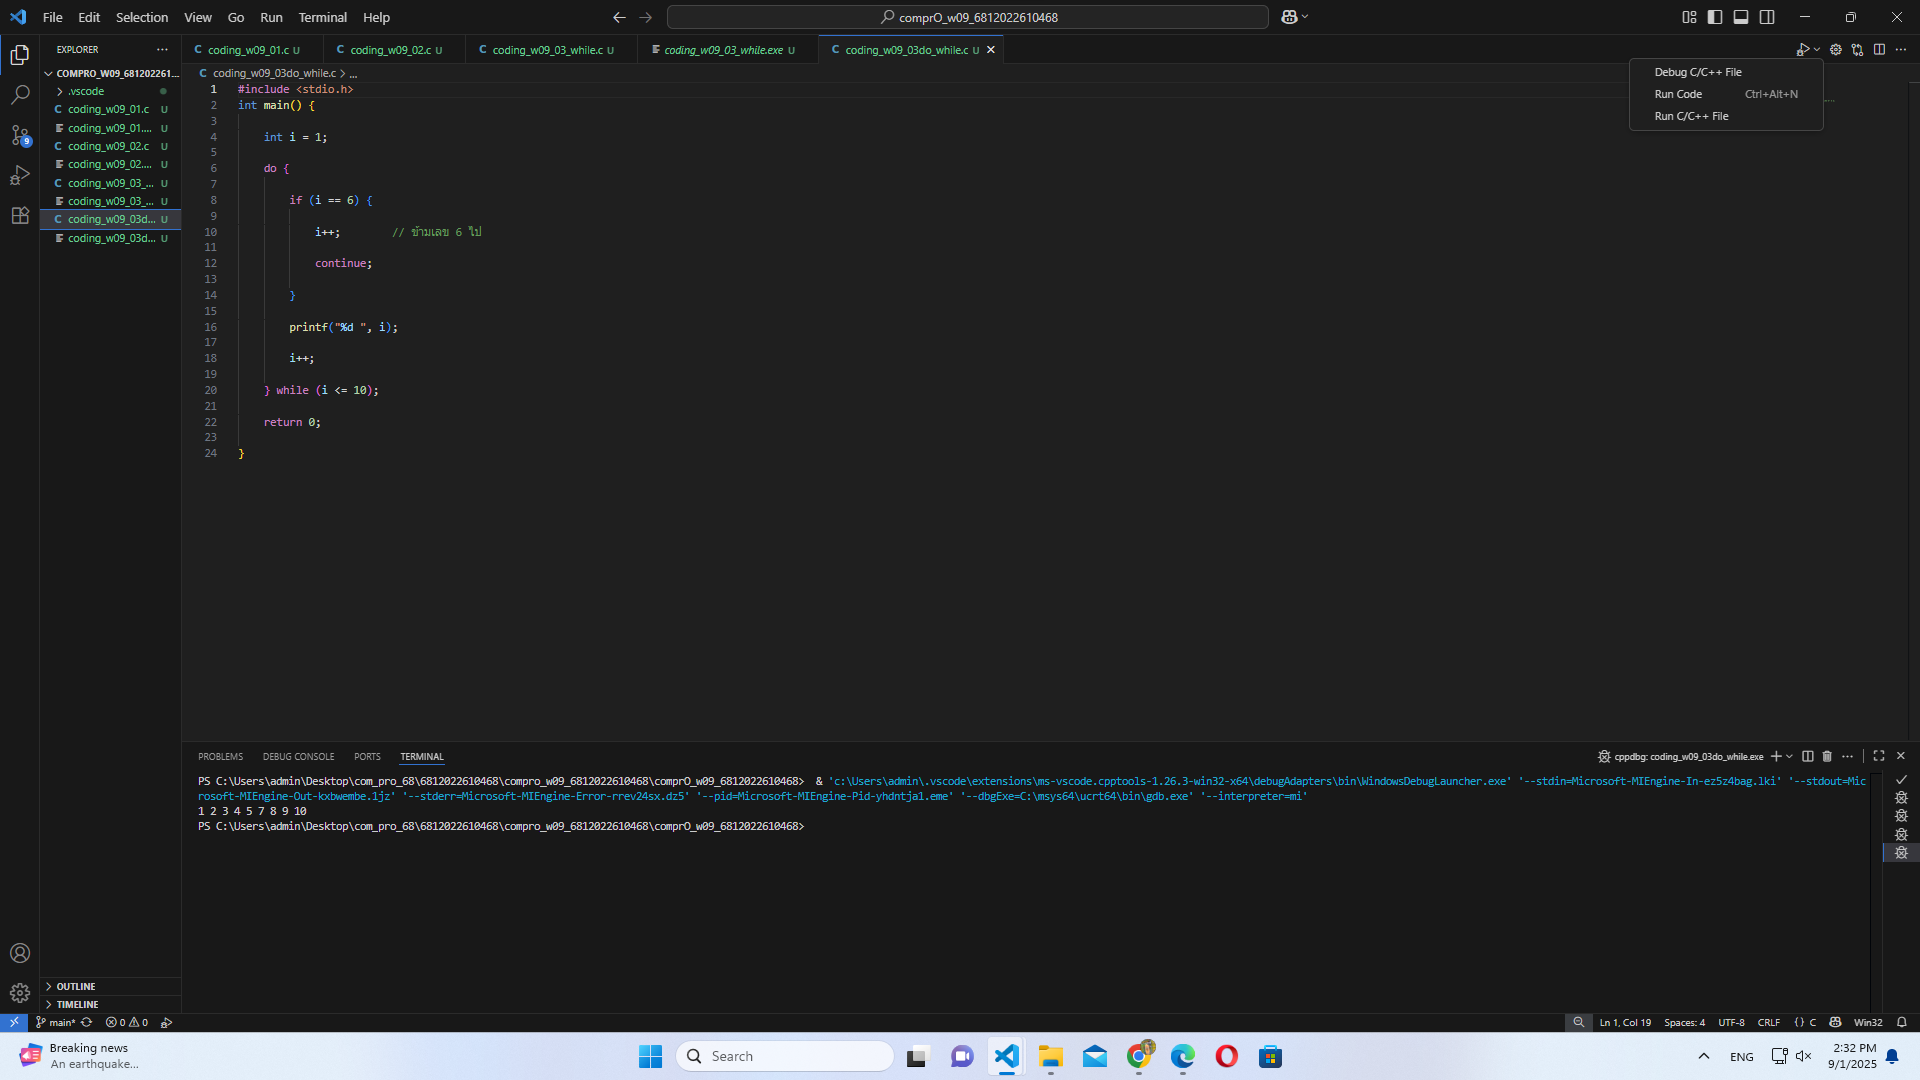 File Edit Selection View Go Run Terminal Help
comprO_w09_6812022610468
EXPLORER
COMPRO_W09_681202261...
.vscode
coding_w09_01.c U
coding_w09_01.... U
coding_w09_02.c U
coding_w09_02.... U
coding_w09_03_... U
coding_w09_03_... U
coding_w09_03d... U
coding_w09_03d... U
OUTLINE
TIMELINE
coding_w09_01.c U coding_w09_02.c U coding_w09_03_while.c U coding_w09_03_while.exe U coding_w09_03do_while.c U
coding_w09_03do_while.c > ...
Debug C/C++ File
Run Code Ctrl+Alt+N
Run C/C++ File
1 #include <stdio.h>
2 int main() {
3
4 int i = 1;
5
6 do {
7
8 if (i == 6) {
9
10 i++; // ข้ามเลข 6 ไป
11
12 continue;
13
14 }
15
16 printf("%d ", i);
17
18 i++;
19
20 } while (i <= 10);
21
22 return 0;
23
24 }
PROBLEMS DEBUG CONSOLE PORTS TERMINAL
cppdbg: coding_w09_03do_while.exe
PS C:\Users\admin\Desktop\com_pro_68\6812022610468\compro_w09_6812022610468\comprO_w09_6812022610468> & 'c:\Users\admin\.vscode\extensions\ms-vscode.cpptools-1.26.3-win32-x64\debugAdapters\bin\WindowsDebugLauncher.exe' '--stdin=Microsoft-MIEngine-In-ez5z4bag.lki' '--stdout=Mic
rosoft-MIEngine-Out-kxbwembe.1jz' '--stderr=Microsoft-MIEngine-Error-rrev24sx.dz5' '--pid=Microsoft-MIEngine-Pid-yhdntja1.eme' '--dbgExe=C:\msys64\ucrt64\bin\gdb.exe' '--interpreter=mi'
1 2 3 4 5 7 8 9 10
PS C:\Users\admin\Desktop\com_pro_68\6812022610468\compro_w09_6812022610468\comprO_w09_6812022610468>
9
main* 0 0
Ln 1, Col 19 Spaces: 4 UTF-8 CRLF {} C Win32
Breaking news
An earthquake...
Search
ENG
2:32 PM
9/1/2025